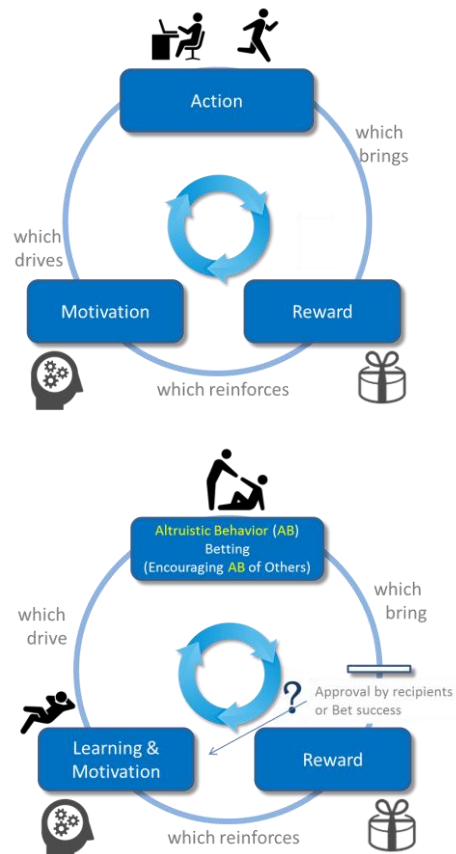 Action
which
brings
which
drives
Motivation
Reward
which reinforces
Altruistic Behavior (AB)
Betting
(Encouraging AB of Others)
which
drive
which
bring
?
Approval by recipients
or Bet success
Learning &
Motivation
Reward
which reinforces